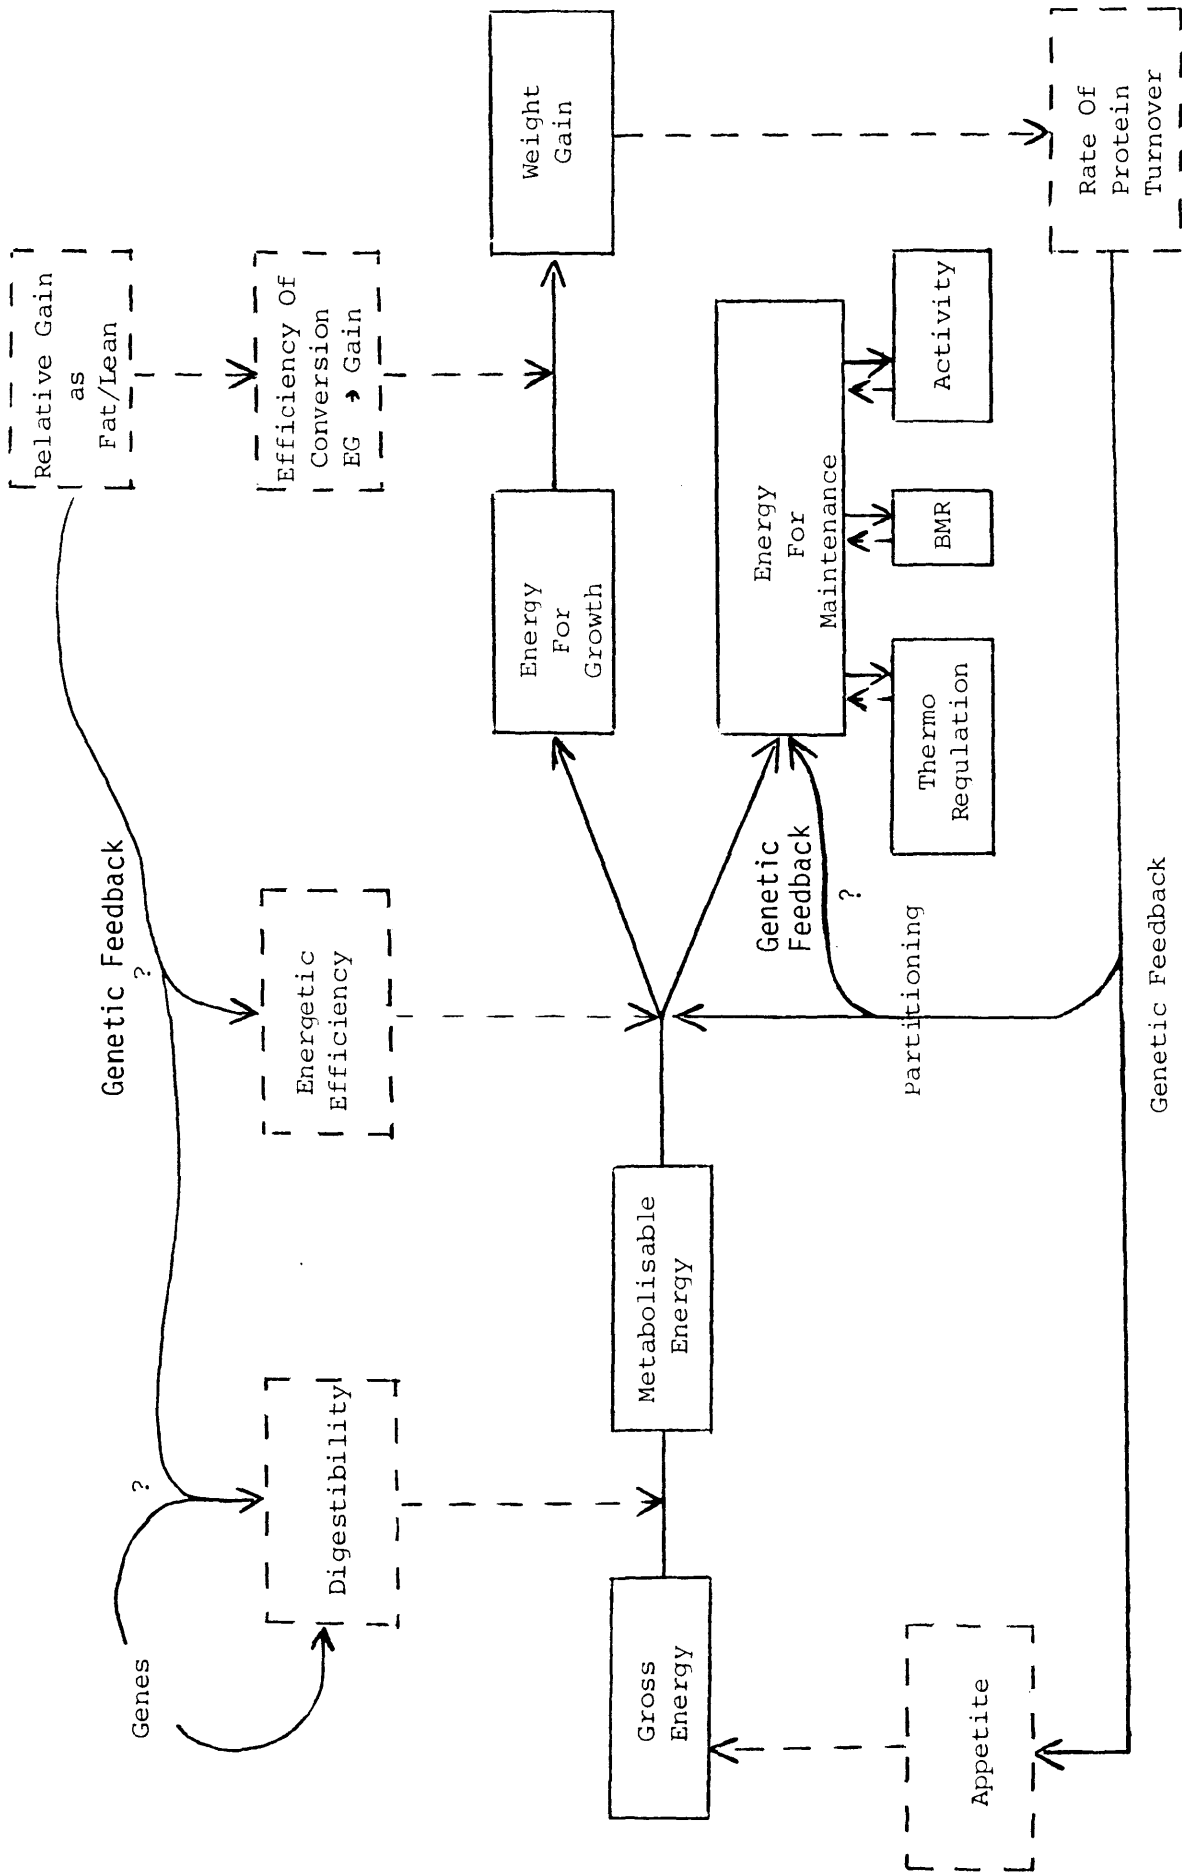 Genes
?
Genetic Feedback
?
Relative Gain
as
Fat/Lean
Digestibility
Energetic
Efficiency
Efficiency Of
Conversion
EG → Gain
Gross
Energy
Metabolisable
Energy
Energy
For
Growth
Weight
Gain
Genetic
Feedback
?
Energy
For
Maintenance
Partitioning
Thermo
Requlation
BMR
Activity
Appetite
Genetic Feedback
Rate Of
Protein
Turnover